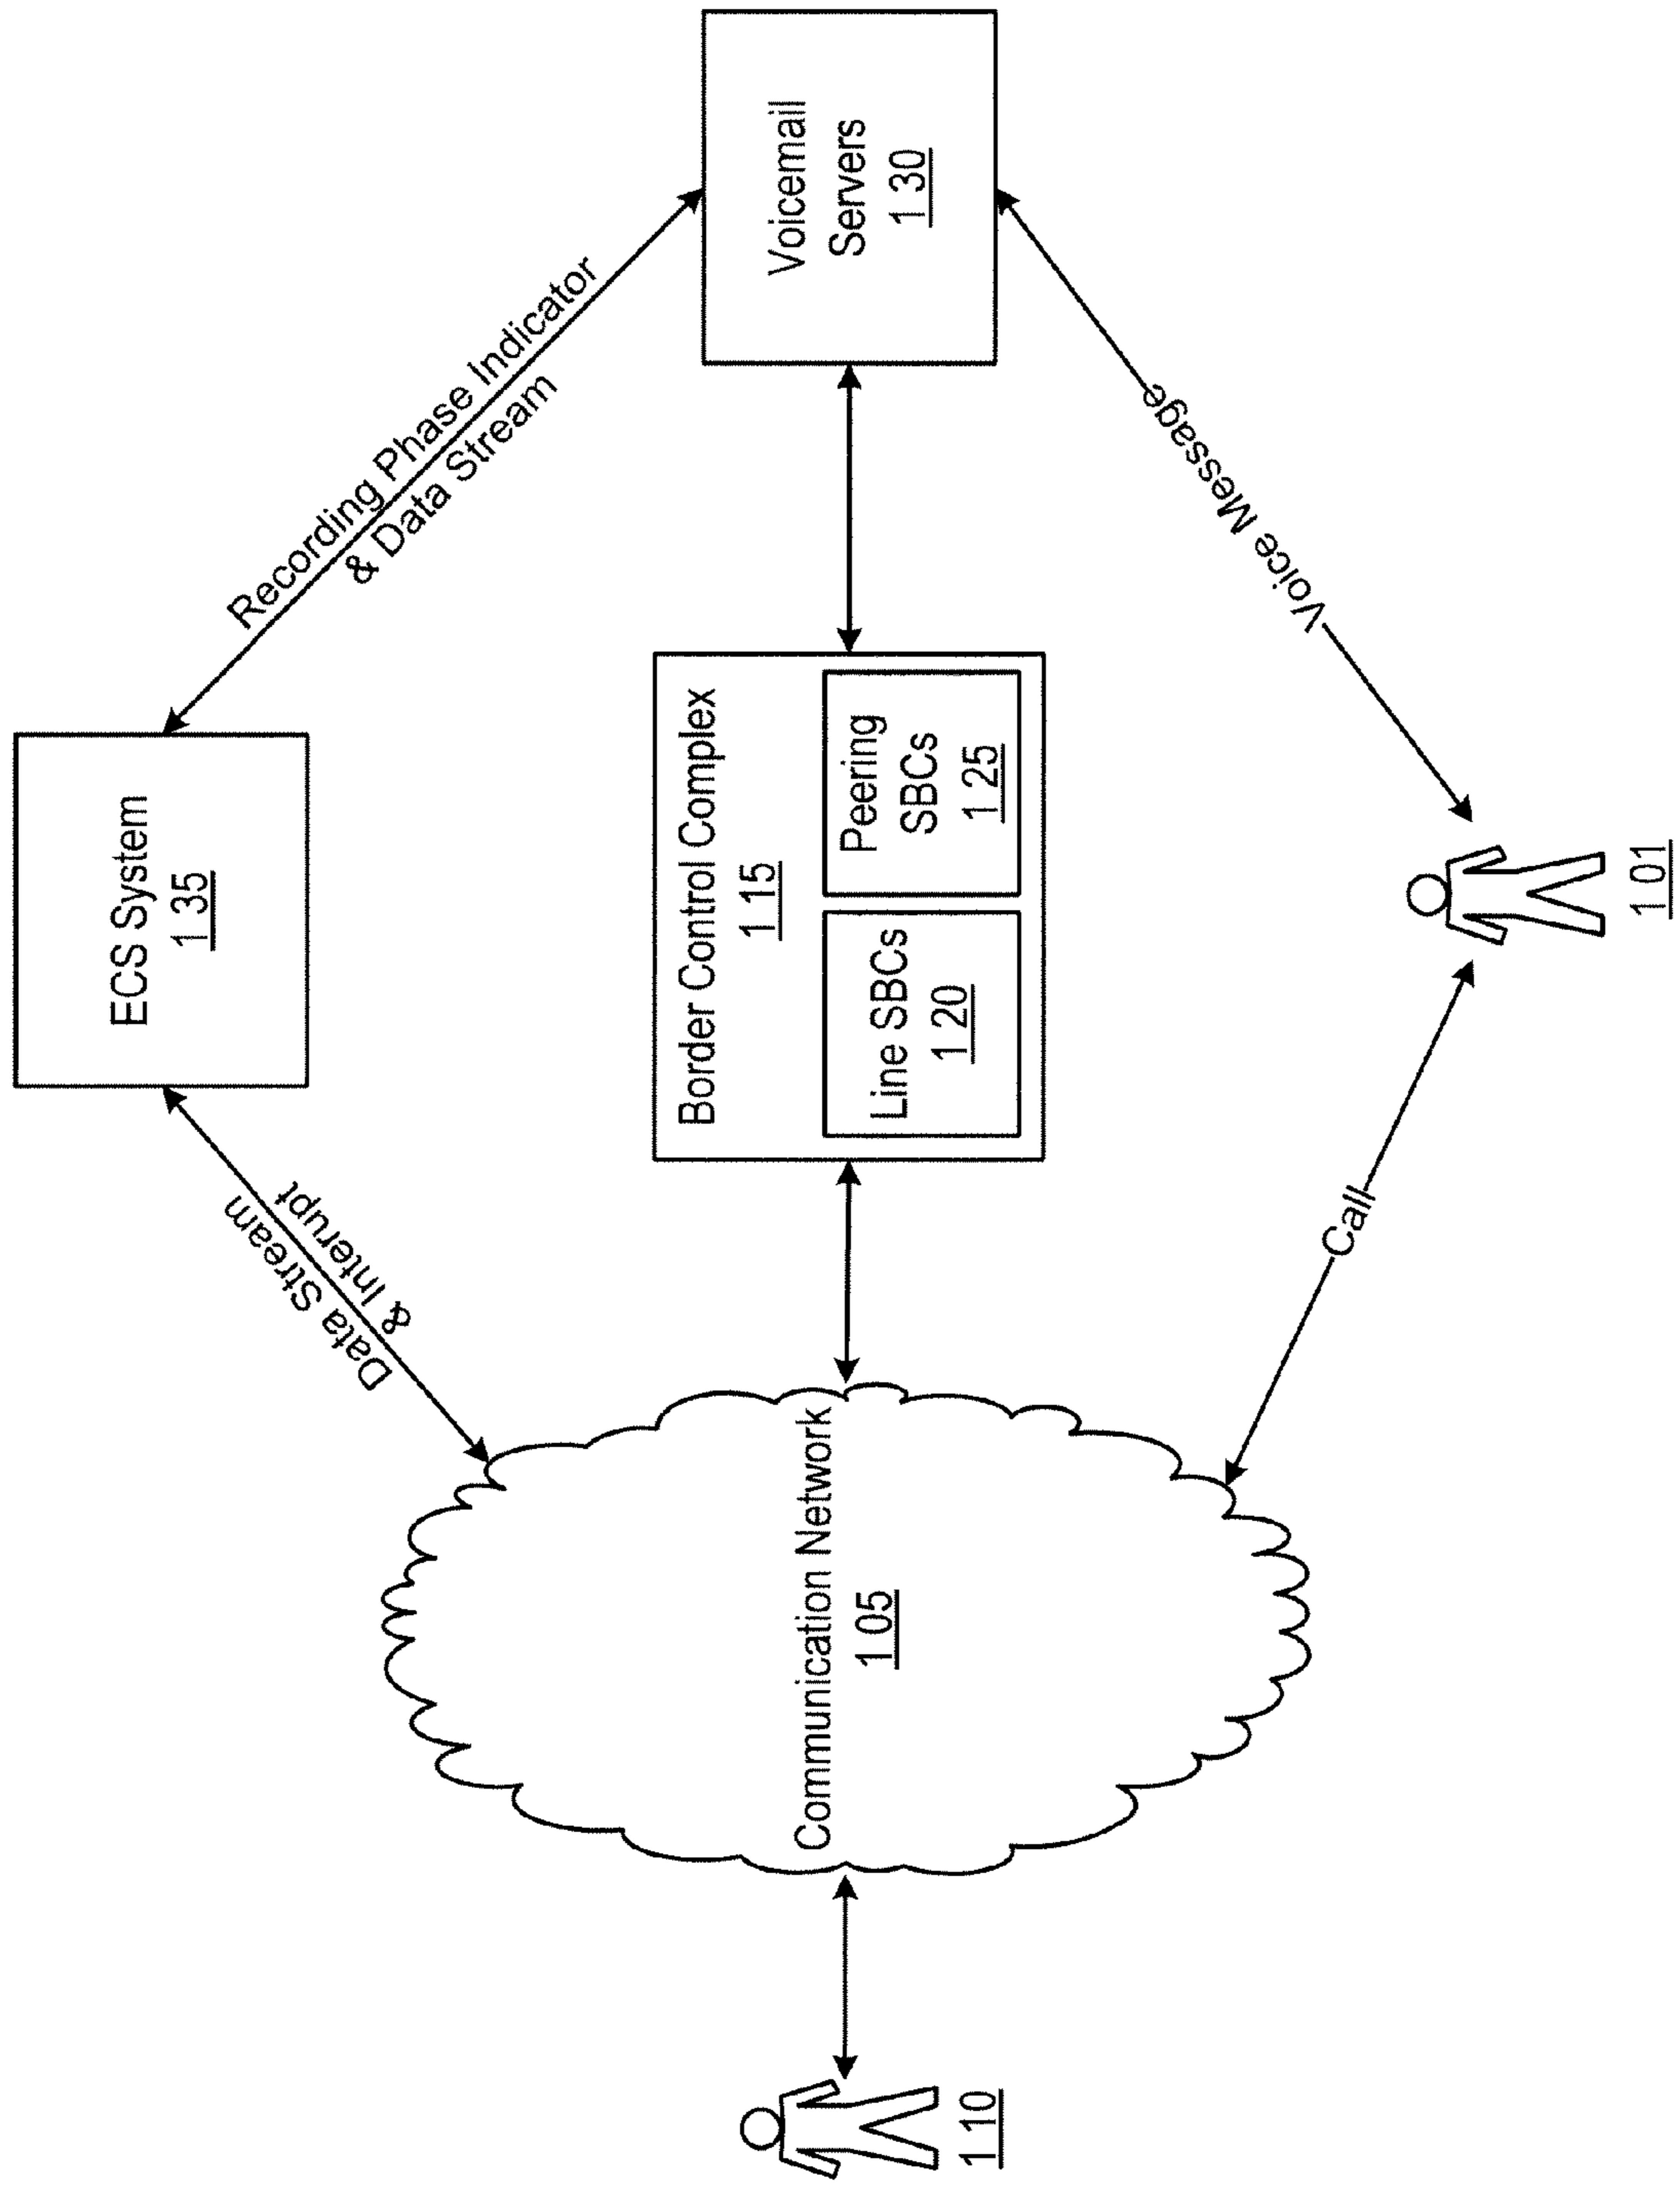 ECS System
135
Data Stream
& Interupt
Recording Phase Indicator
& Data Stream
110
Communication Network
105
Border Control Complex
115
Line SBCs
120
Peering
SBCs
125
Voicemail
Servers
130
Call
Voice Message
101